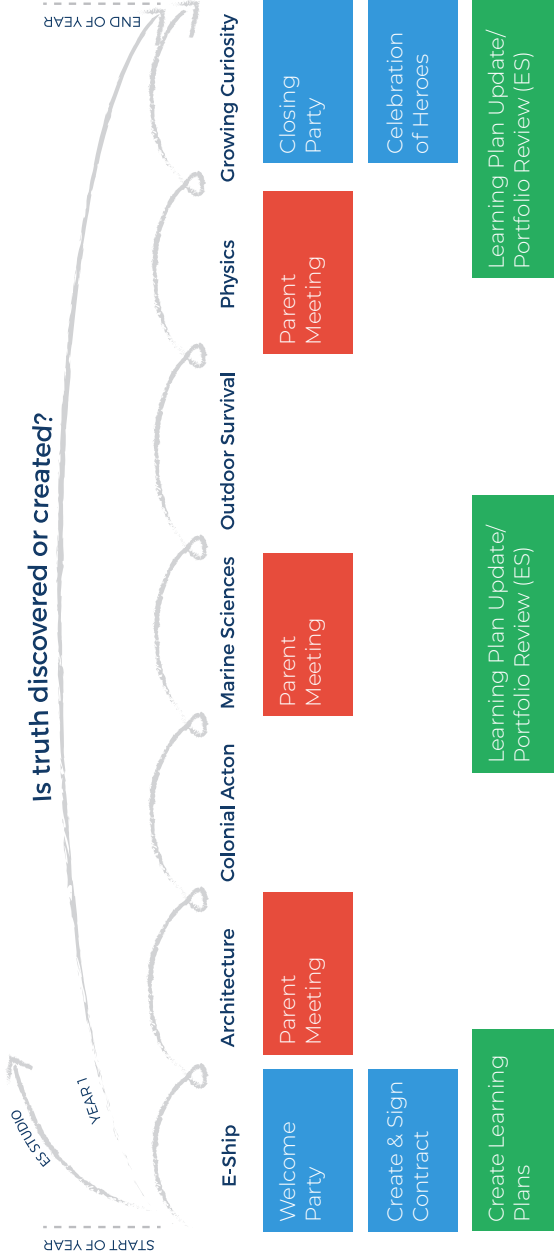 Is truth discovered or created?
ES STUDIO
YEAR 1
START OF YEAR
END OF YEAR
E-Ship
Architecture
Colonial Acton
Marine Sciences
Outdoor Survival
Physics
Growing Curiosity
Welcome
Party
Parent
Meeting
Parent
Meeting
Parent
Meeting
Closing
Party
Create & Sign
Contract
Celebration
of Heroes
Create Learning
Plans
Learning Plan Update/
Portfolio Review (ES)
Learning Plan Update/
Portfolio Review (ES)